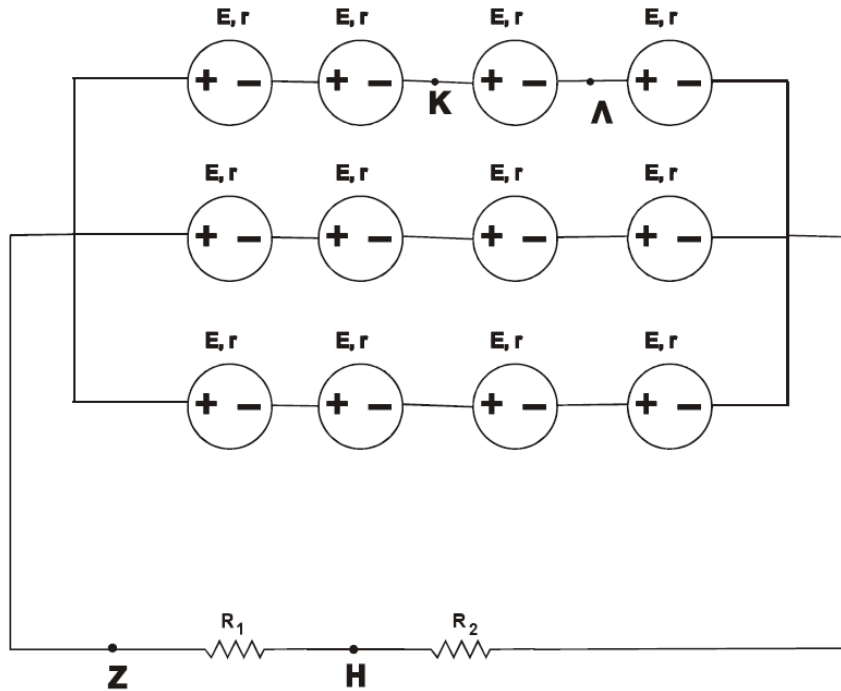 E, r E, r E, r E, r
+ − + − + − + −
K Λ
E, r E, r E, r E, r
+ − + − + − + −
E, r E, r E, r E, r
+ − + − + − + −
R1 R2
Z H